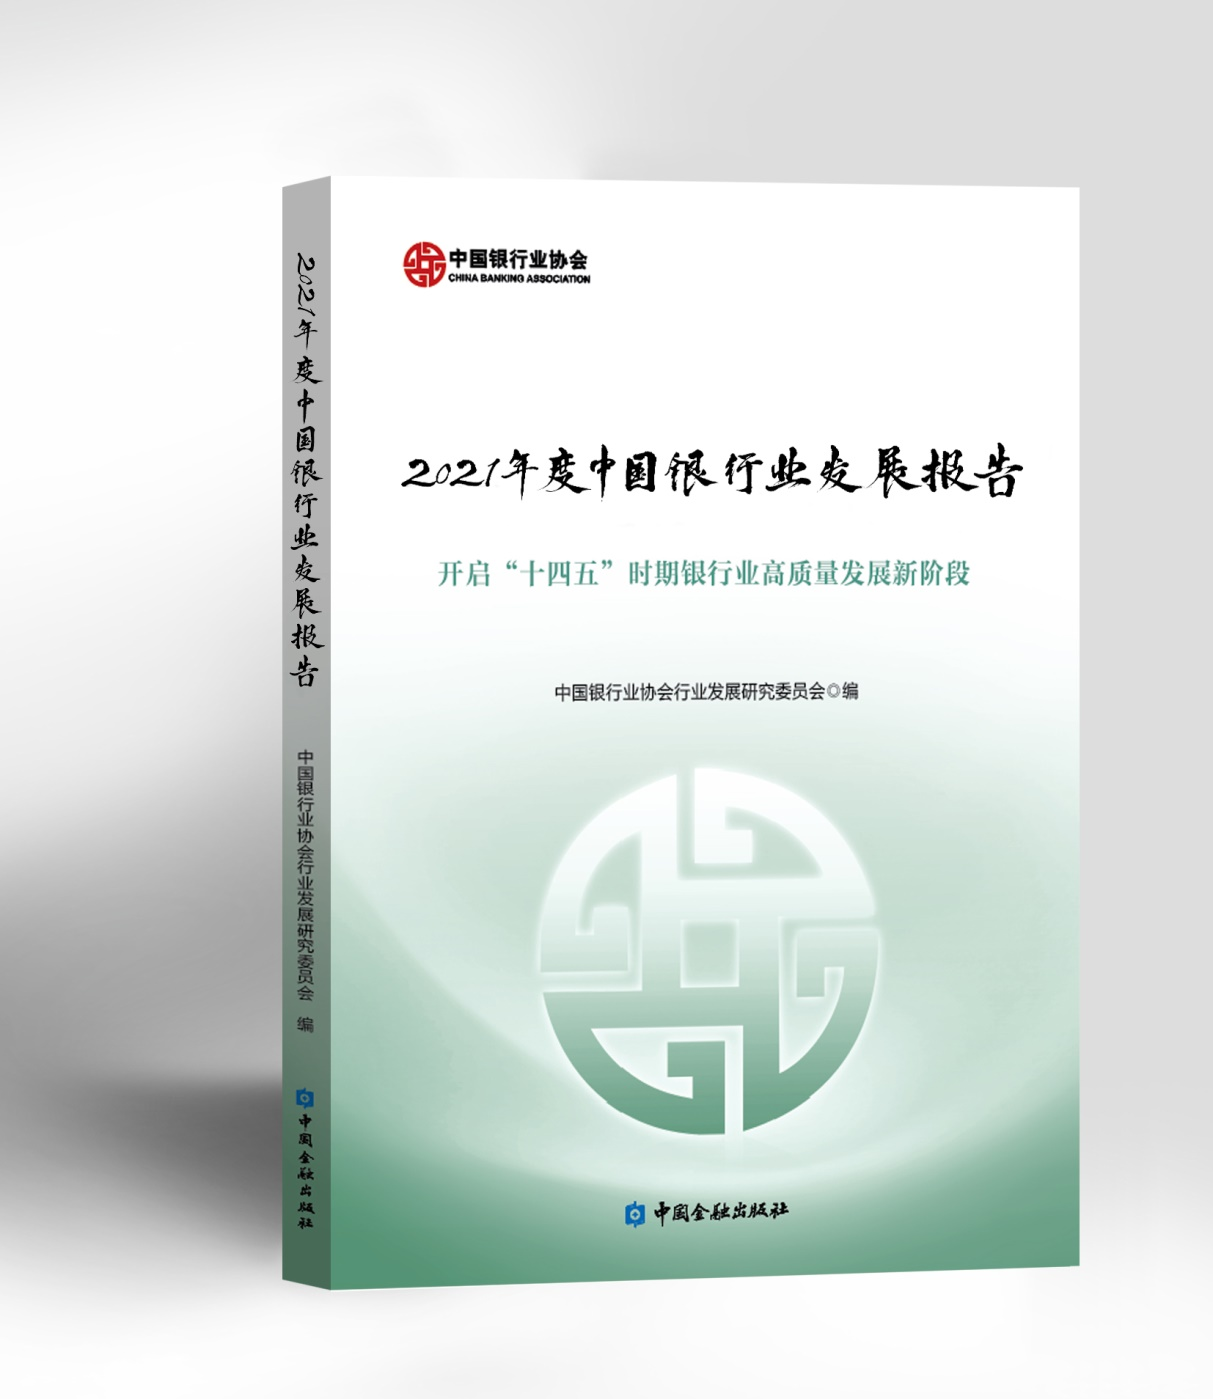 中国银行业协会
CHINA BANKING ASSOCIATION
2021年度中国银行业发展报告
开启“十四五”时期银行业高质量发展新阶段
中国银行业协会行业发展研究委员会◎编
中国金融出版社
2021年度中国银行业发展报告
中国银行业协会行业发展研究委员会 编
中国金融出版社